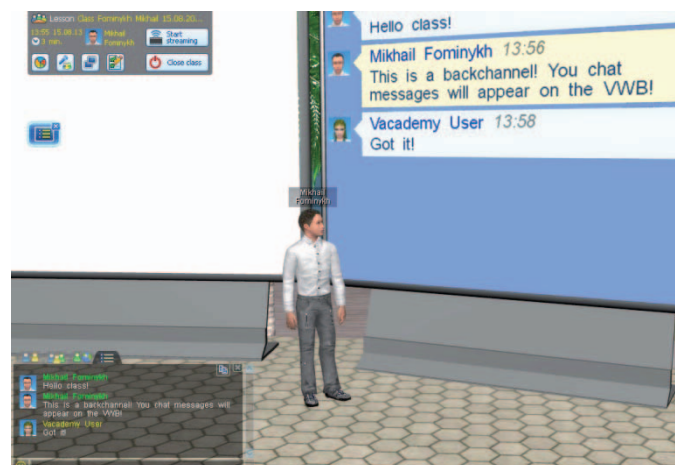 Lesson Class Fominykh Mikhail 15.08.20...
13:55 15.08.13
3 min.
Mikhail
Fominykh
Start
streaming
Close class
Hello class!
Mikhail Fominykh 13:56
This is a backchannel! You chat
messages will appear on the VWB!
Vacademy User 13:58
Got it!
Mikhail
Fominykh
Mikhail Fominykh
Hello class!
Mikhail Fominykh
This is a backchannel! You chat messages will
appear on the VWB!
Vacademy User
Got it!